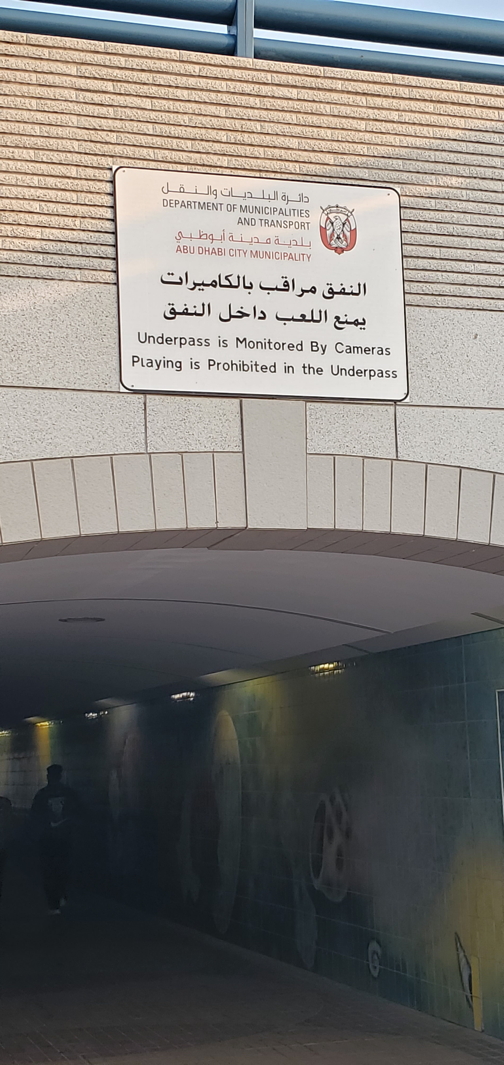 دائرة البلديات والنقل
DEPARTMENT OF MUNICIPALITIES
AND TRANSPORT
بلدية مدينة أبوظبي
ABU DHABI CITY MUNICIPALITY
النفق مراقب بالكاميرات
يمنع اللعب داخل النفق
Underpass is Monitored By Cameras
Playing is Prohibited in the Underpass